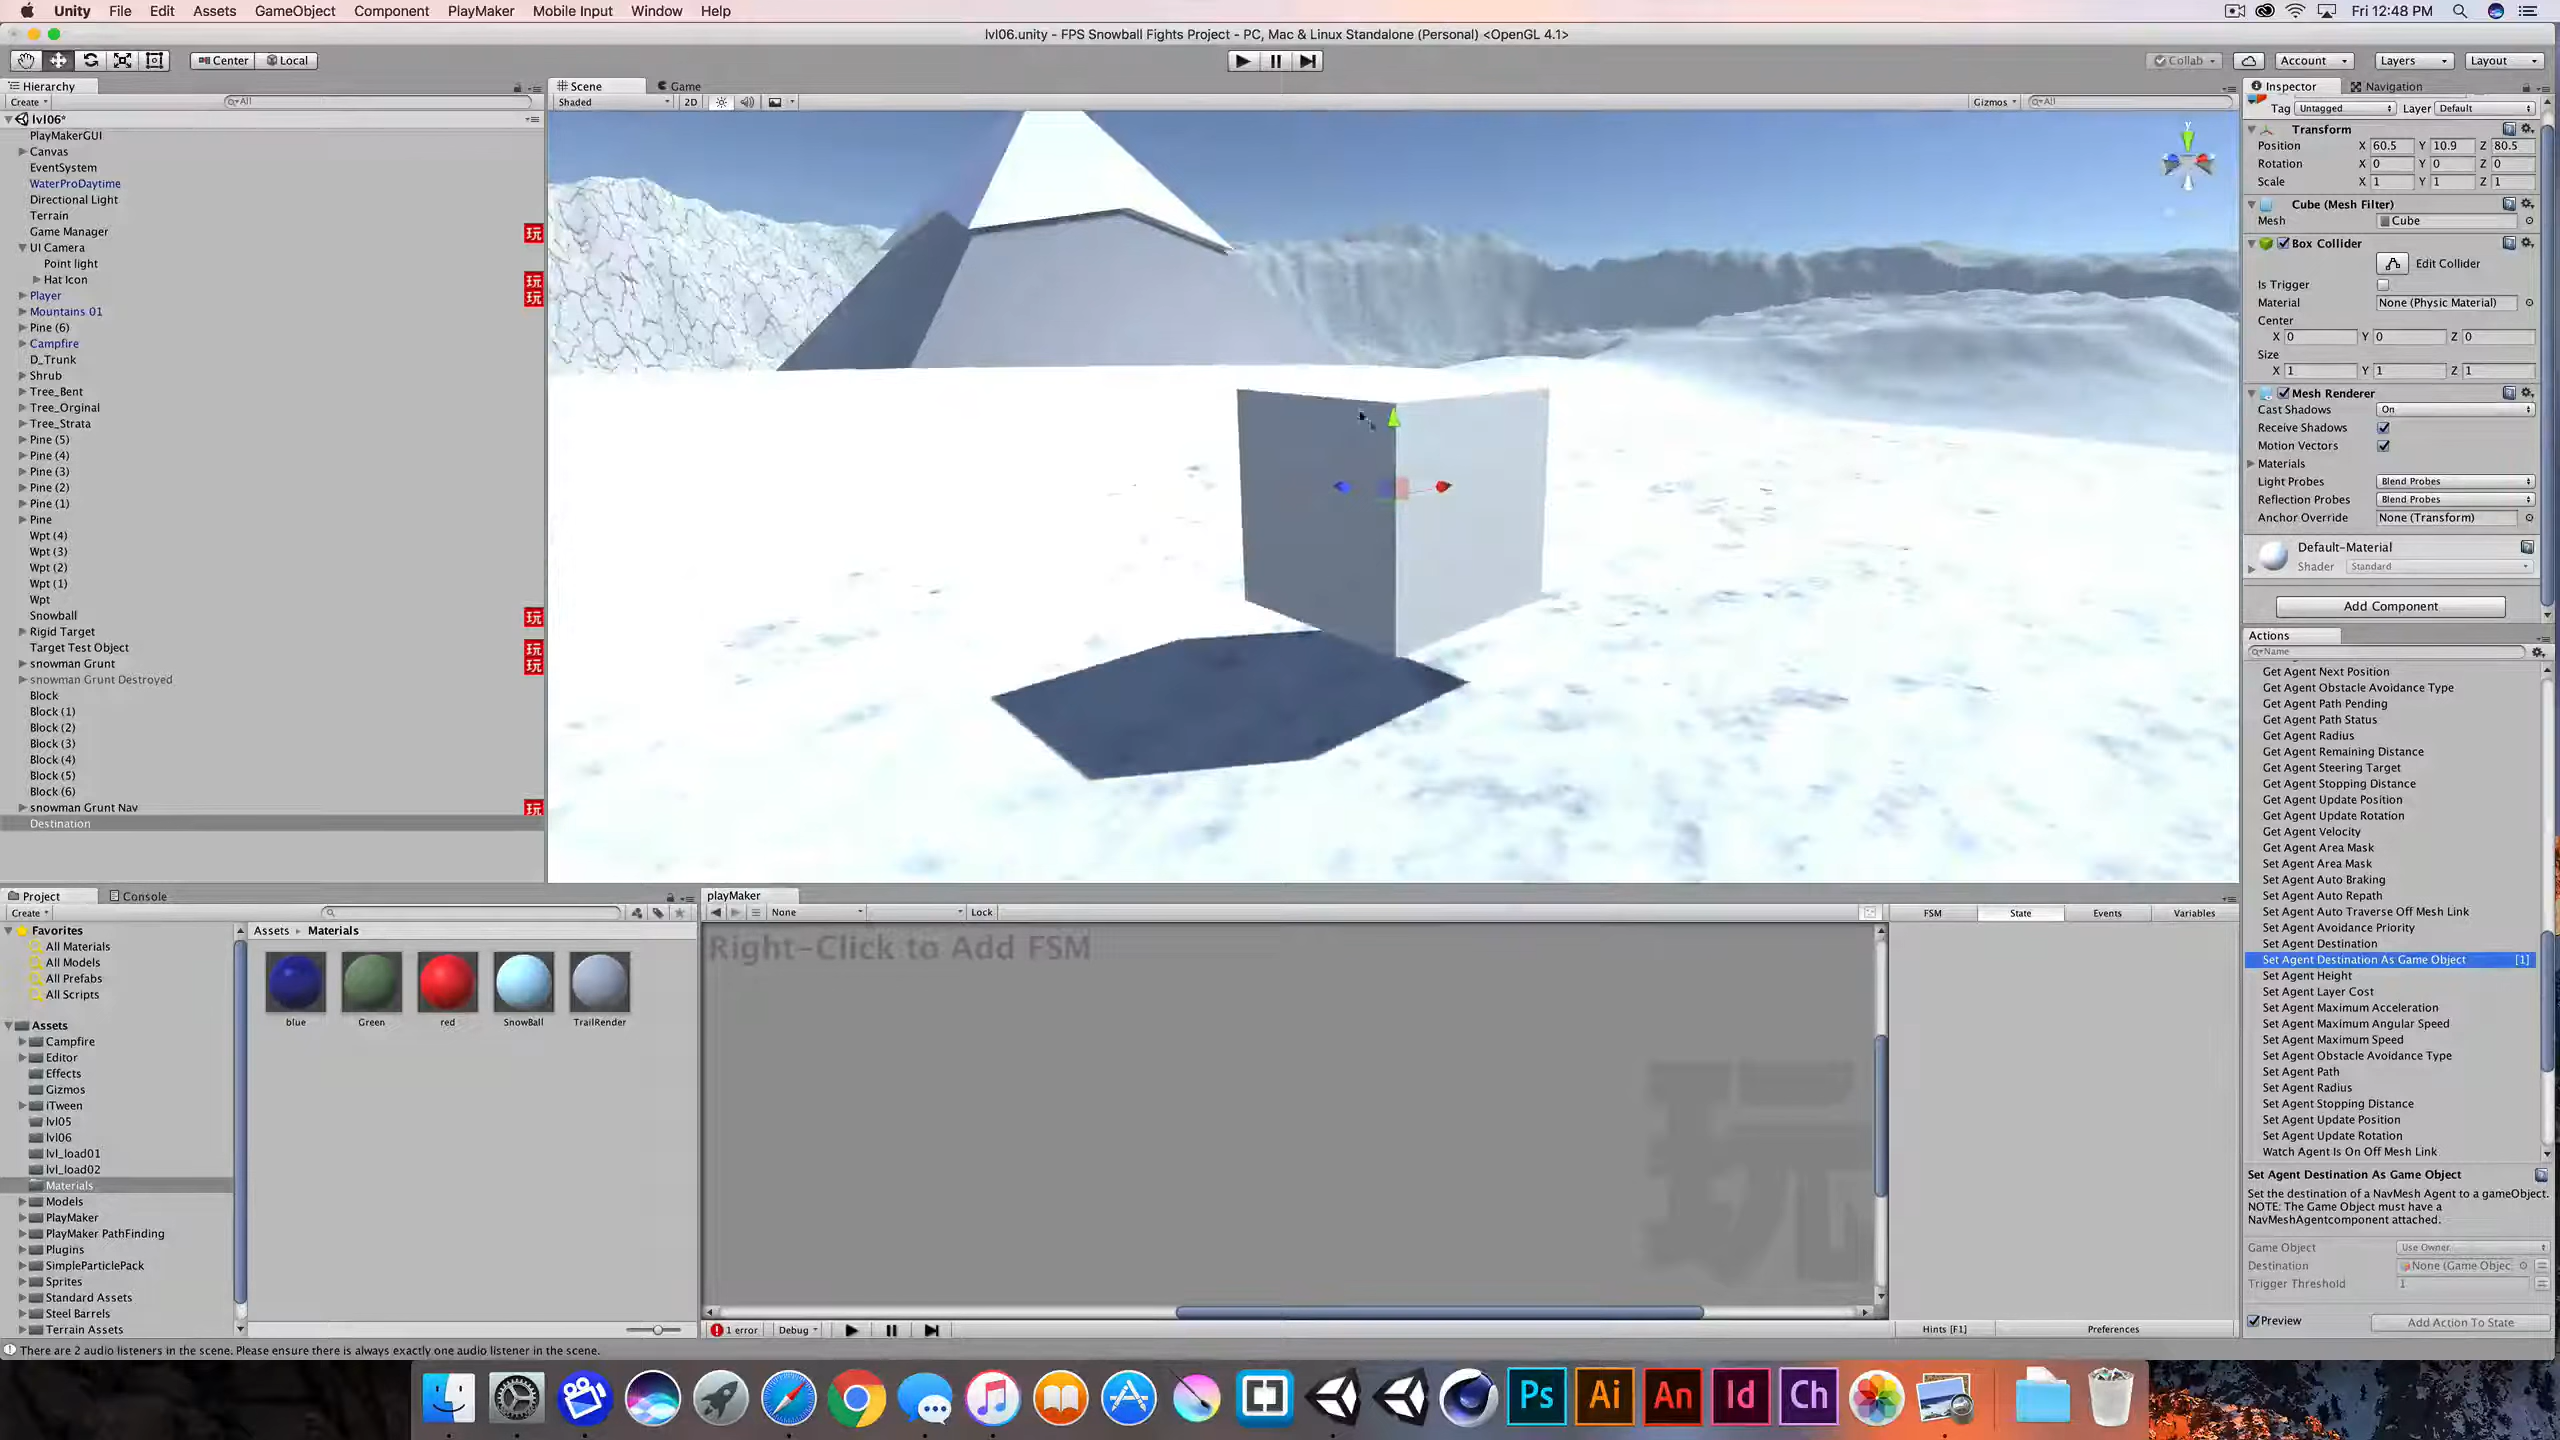 Unity File Edit Assets GameObject Component PlayMaker Mobile Input Window Help Fri 12:48 PM
lvl06.unity - FPS Snowball Fights Project - PC, Mac & Linux Standalone (Personal) <OpenGL 4.1>
Center Local Collab Account Layers Layout
Hierarchy
Create All
lvl06*
PlayMakerGUI
Canvas
EventSystem
WaterProDaytime
Directional Light
Terrain
Game Manager
玩
UI Camera
Point light
Hat Icon
玩
Player
玩
Mountains 01
Pine (6)
Campfire
D_Trunk
Shrub
Tree_Bent
Tree_Orginal
Tree_Strata
Pine (5)
Pine (4)
Pine (3)
Pine (2)
Pine (1)
Pine
Wpt (4)
Wpt (3)
Wpt (2)
Wpt (1)
Wpt
Snowball
玩
Rigid Target
Target Test Object
玩
snowman Grunt
玩
snowman Grunt Destroyed
Block
Block (1)
Block (2)
Block (3)
Block (4)
Block (5)
Block (6)
snowman Grunt Nav
玩
Destination
Scene Game
Shaded 2D Gizmos All
y
Inspector Navigation
Tag Untagged Layer Default
Transform
Position X 60.5 Y 10.9 Z 80.5
Rotation X 0 Y 0 Z 0
Scale X 1 Y 1 Z 1
Cube (Mesh Filter)
Mesh Cube
Box Collider
Edit Collider
Is Trigger
Material None (Physic Material)
Center
X 0 Y 0 Z 0
Size
X 1 Y 1 Z 1
Mesh Renderer
Cast Shadows On
Receive Shadows
Motion Vectors
Materials
Light Probes Blend Probes
Reflection Probes Blend Probes
Anchor Override None (Transform)
Default-Material
Shader Standard
Add Component
Actions
Name
Get Agent Next Position
Get Agent Obstacle Avoidance Type
Get Agent Path Pending
Get Agent Path Status
Get Agent Radius
Get Agent Remaining Distance
Get Agent Steering Target
Get Agent Stopping Distance
Get Agent Update Position
Get Agent Update Rotation
Get Agent Velocity
Get Agent Area Mask
Set Agent Area Mask
Set Agent Auto Braking
Set Agent Auto Repath
Set Agent Auto Traverse Off Mesh Link
Set Agent Avoidance Priority
Set Agent Destination
Set Agent Destination As Game Object [1]
Set Agent Height
Set Agent Layer Cost
Set Agent Maximum Acceleration
Set Agent Maximum Angular Speed
Set Agent Maximum Speed
Set Agent Obstacle Avoidance Type
Set Agent Path
Set Agent Radius
Set Agent Stopping Distance
Set Agent Update Position
Set Agent Update Rotation
Watch Agent Is On Off Mesh Link
Set Agent Destination As Game Object
Set the destination of a NavMesh Agent to a gameObject.
NOTE: The Game Object must have a
NavMeshAgentcomponent attached.
Game Object Use Owner
Destination None (Game Objec
Trigger Threshold 1
Preview Add Action To State
Project Console
Create
Favorites
All Materials
All Models
All Prefabs
All Scripts
Assets
Campfire
Editor
Effects
Gizmos
iTween
lvl05
lvl06
lvl_load01
lvl_load02
Materials
Models
PlayMaker
PlayMaker PathFinding
Plugins
SimpleParticlePack
Sprites
Standard Assets
Steel Barrels
Terrain Assets
Assets Materials
blue Green red SnowBall TrailRender
playMaker
None Lock
Right-Click to Add FSM
玩
FSM State Events Variables
1 error Debug Hints [F1] Preferences
There are 2 audio listeners in the scene. Please ensure there is always exactly one audio listener in the scene.
Ps Ai An Id Ch